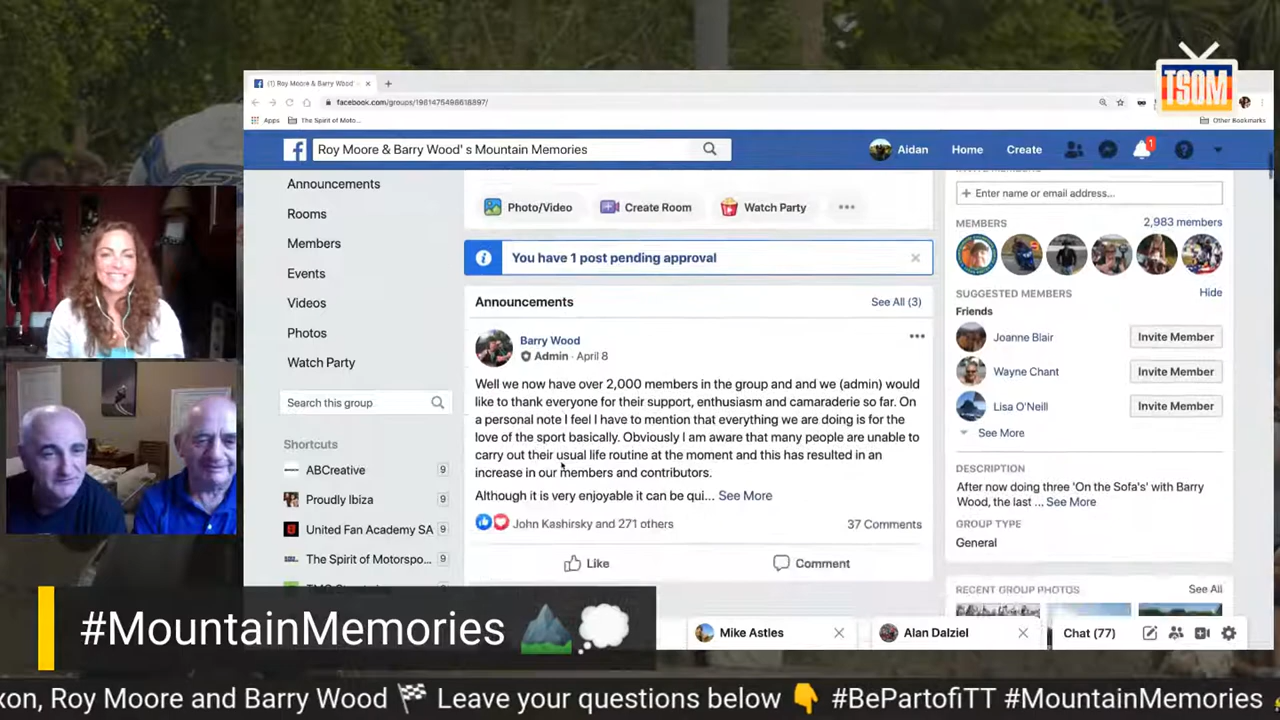 TSOM
(1) Roy Moore & Barry Wood'
facebook.com/groups/1981475498618897/
Apps
The Spirit of Moto...
Other Bookmarks
Roy Moore & Barry Wood' s Mountain Memories
Aidan
Home
Create
1
Announcements
Rooms
Members
Events
Videos
Photos
Watch Party
Search this group
Shortcuts
ABCreative 9
Proudly Ibiza 9
United Fan Academy SA 9
The Spirit of Motorspo... 9
Photo/Video
Create Room
Watch Party
You have 1 post pending approval
Announcements
See All (3)
Barry Wood
Admin · April 8
Well we now have over 2,000 members in the group and and we (admin) would
like to thank everyone for their support, enthusiasm and camaraderie so far. On
a personal note I feel I have to mention that everything we are doing is for the
love of the sport basically. Obviously I am aware that many people are unable to
carry out their usual life routine at the moment and this has resulted in an
increase in our members and contributors.
Although it is very enjoyable it can be qui... See More
John Kashirsky and 271 others
37 Comments
Like
Comment
+ Enter name or email address...
MEMBERS
2,983 members
SUGGESTED MEMBERS
Hide
Friends
Joanne Blair
Invite Member
Wayne Chant
Invite Member
Lisa O'Neill
Invite Member
See More
DESCRIPTION
After now doing three 'On the Sofa's' with Barry
Wood, the last ... See More
GROUP TYPE
General
RECENT GROUP PHOTOS
See All
Mike Astles
Alan Dalziel
Chat (77)
#MountainMemories
xon, Roy Moore and Barry Wood 🏁 Leave your questions below 👇 #BePartofiTT #MountainMemories